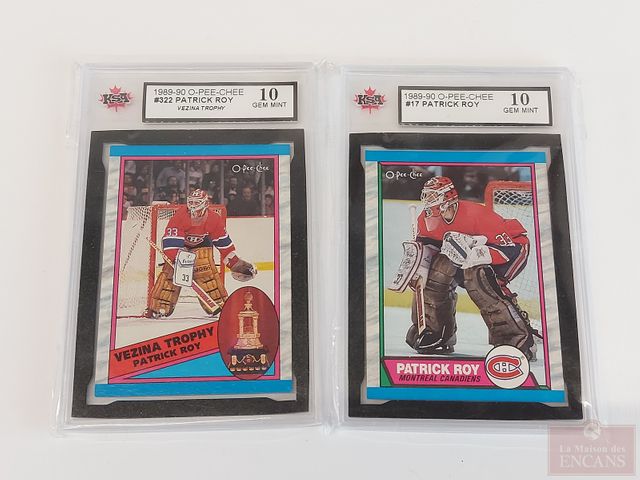 KSA
1989-90 O-PEE-CHEE
#322 PATRICK ROY
VEZINA TROPHY
10
GEM MINT
O-Pee-Chee
33
33
VEZINA TROPHY
PATRICK ROY
KSA
1989-90 O-PEE-CHEE
#17 PATRICK ROY
10
GEM MINT
O-Pee-Chee
PATRICK ROY
MONTREAL CANADIENS
La Maison des
ENCANS